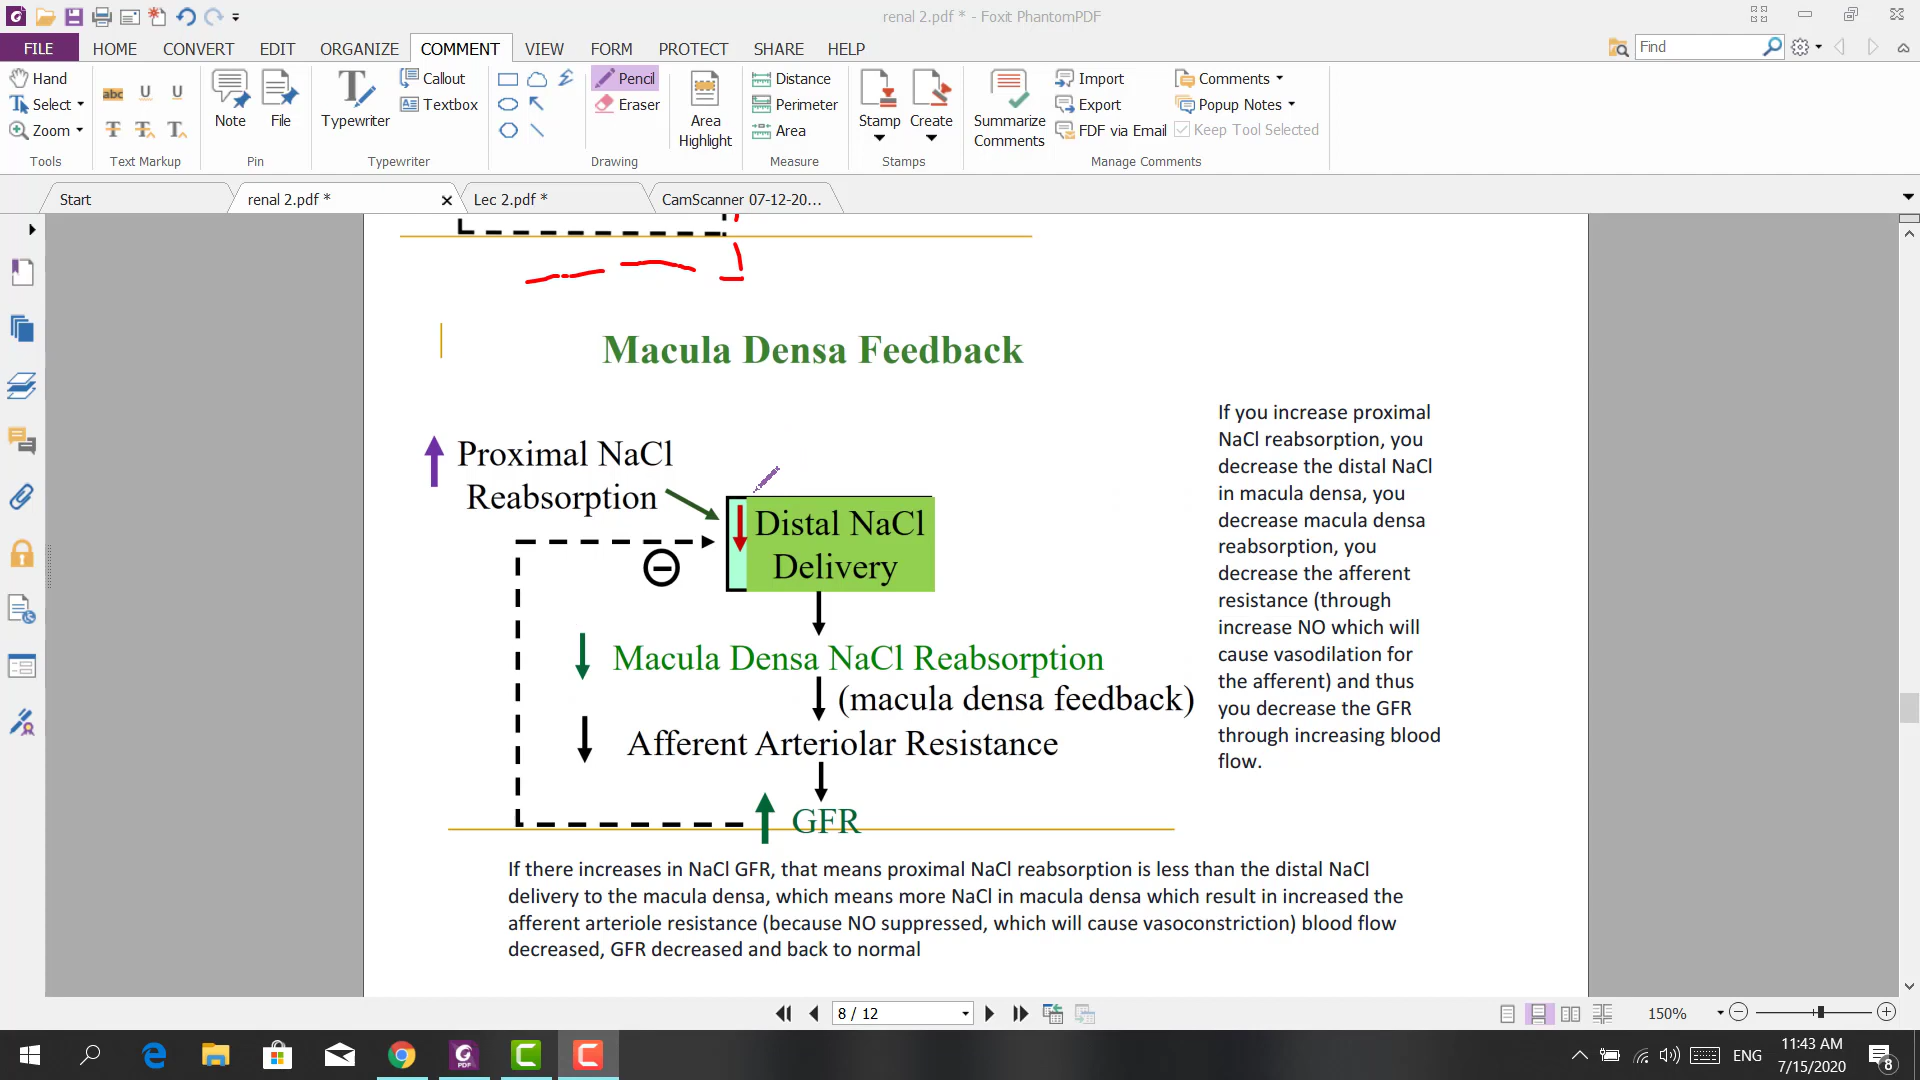 renal 2.pdf * - Foxit PhantomPDF
FILE HOME CONVERT EDIT ORGANIZE COMMENT VIEW FORM PROTECT SHARE HELP Find
Hand Callout Pencil Distance Import Comments
Select Textbox Eraser Perimeter Export Popup Notes
Zoom Note File Typewriter Area Highlight Area Stamp Create Summarize Comments FDF via Email Keep Tool Selected
Tools Text Markup Pin Typewriter Drawing Measure Stamps Manage Comments
Start renal 2.pdf * Lec 2.pdf * CamScanner 07-12-20...
Macula Densa Feedback
Proximal NaCl
Reabsorption
Distal NaCl
Delivery
Macula Densa NaCl Reabsorption
(macula densa feedback)
Afferent Arteriolar Resistance
GFR
If you increase proximal
NaCl reabsorption, you
decrease the distal NaCl
in macula densa, you
decrease macula densa
reabsorption, you
decrease the afferent
resistance (through
increase NO which will
cause vasodilation for
the afferent) and thus
you decrease the GFR
through increasing blood
flow.
If there increases in NaCl GFR, that means proximal NaCl reabsorption is less than the distal NaCl
delivery to the macula densa, which means more NaCl in macula densa which result in increased the
afferent arteriole resistance (because NO suppressed, which will cause vasoconstriction) blood flow
decreased, GFR decreased and back to normal
8 / 12 150%
ENG 11:43 AM
7/15/2020 8